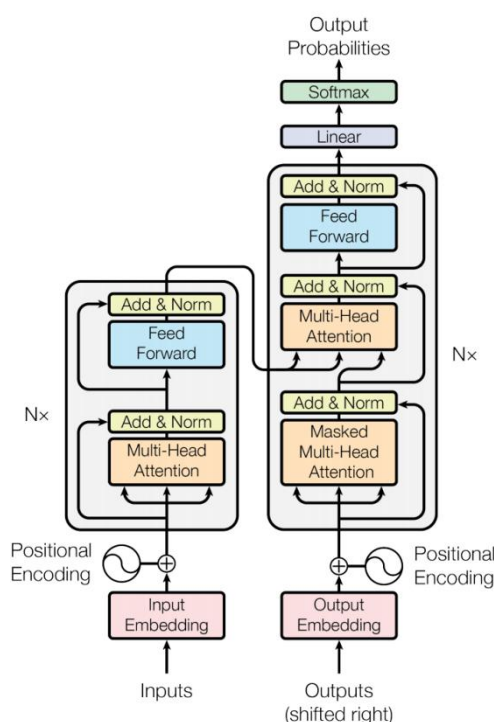 Output
Probabilities
Softmax
Linear
Add & Norm
Feed
Forward
Add & Norm
Multi-Head
Attention
Add & Norm
Masked
Multi-Head
Attention
Nx
Positional
Encoding
Output
Embedding
Outputs
(shifted right)
Add & Norm
Feed
Forward
Add & Norm
Multi-Head
Attention
Nx
Positional
Encoding
Input
Embedding
Inputs